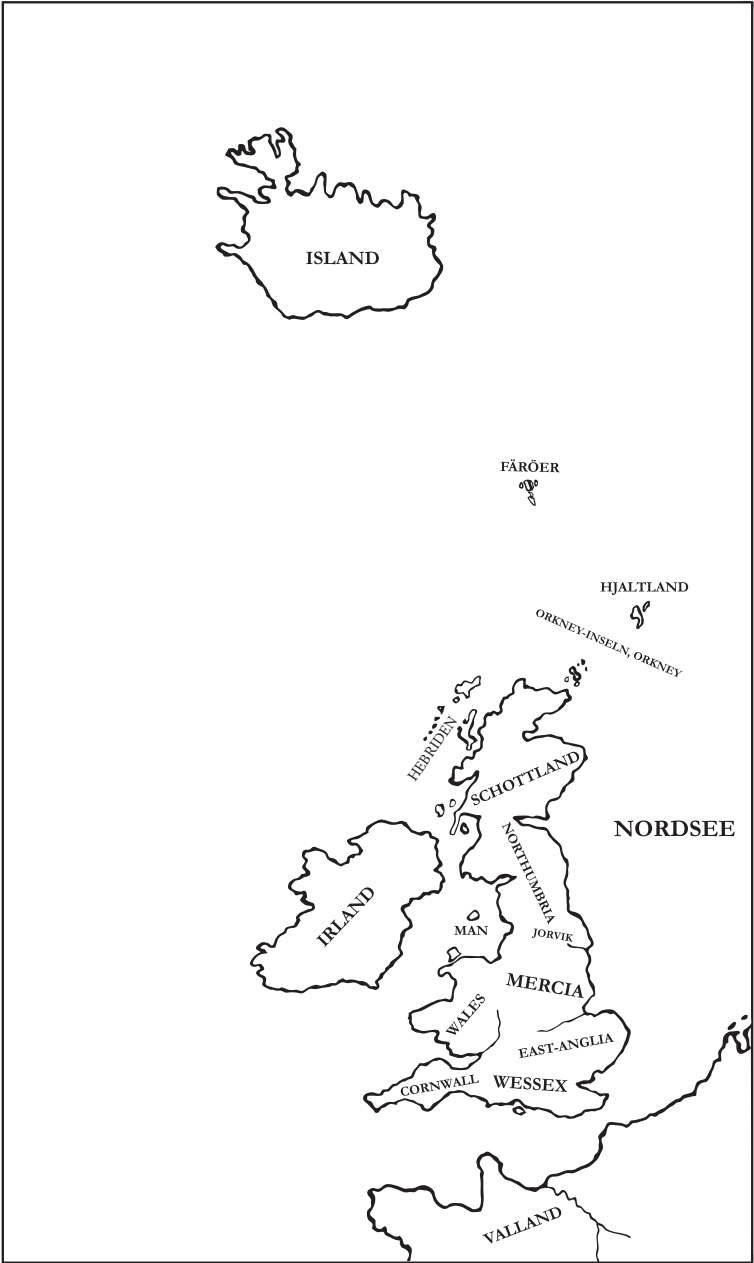 ISLAND
FÄRÖER
HJALTLAND
ORKNEY-INSELN, ORKNEY
HEBRIDEN
SCHOTTLAND
NORDSEE
NORTHUMBRIA
IRLAND
MAN
JORVIK
MERCIA
WALES
EAST-ANGLIA
CORNWALL
WESSEX
VALLAND